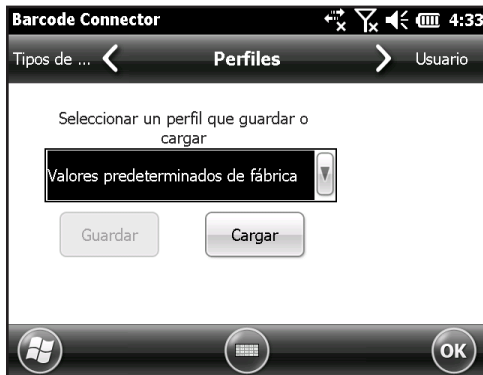 Barcode Connector 4:33
Tipos de ... Perfiles Usuario
Seleccionar un perfil que guardar o
cargar
Valores predeterminados de fábrica
Guardar Cargar
OK